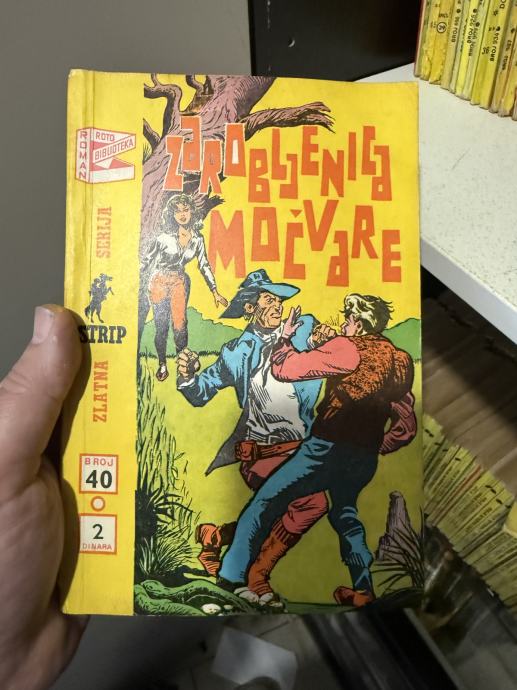 ZAROBLJENICA
MOČVARE
ROMAN
ROTO
BIBLIOTEKA
ZLATNA SERIJA
STRIP
BROJ
40
2
DINARA